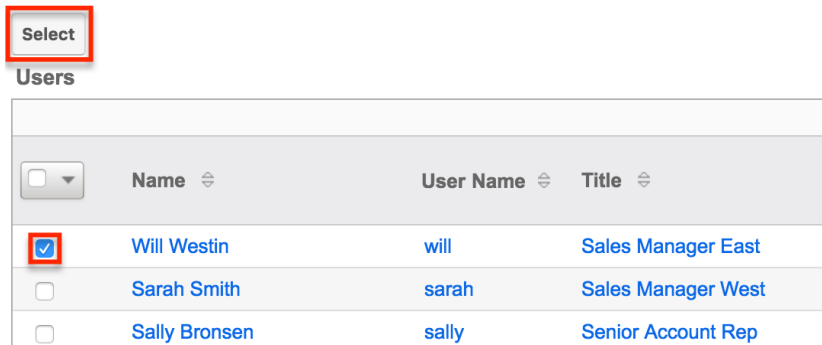 Select
Users
Name User Name Title
Will Westin will Sales Manager East
Sarah Smith sarah Sales Manager West
Sally Bronsen sally Senior Account Rep